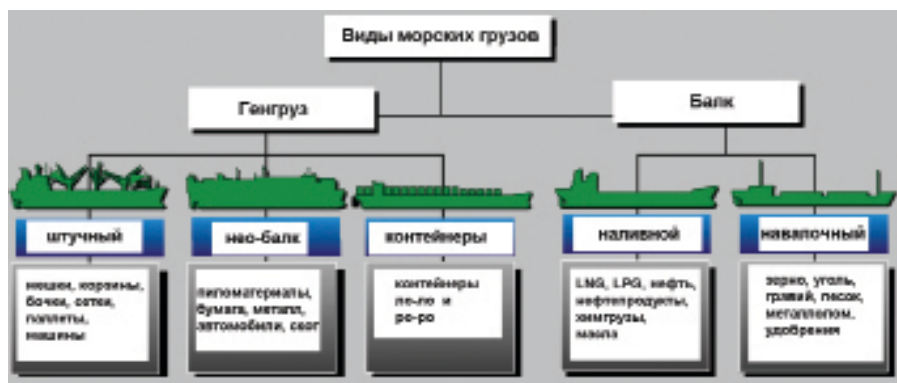 Виды морских грузов
Генгруз
Балк
штучный
нео-балк
контейнеры
наливной
навалочный
мешки, корзины,
бочки, сетки,
паллеты,
машины
пиломатериалы,
бумага, металл,
автомобили, скот
контейнеры
ло-ло и
ро-ро
LNG, LPG, нефть,
нефтепродукты,
химгрузы,
масла
зерно, уголь,
гравий, песок,
металлолом,
удобрения